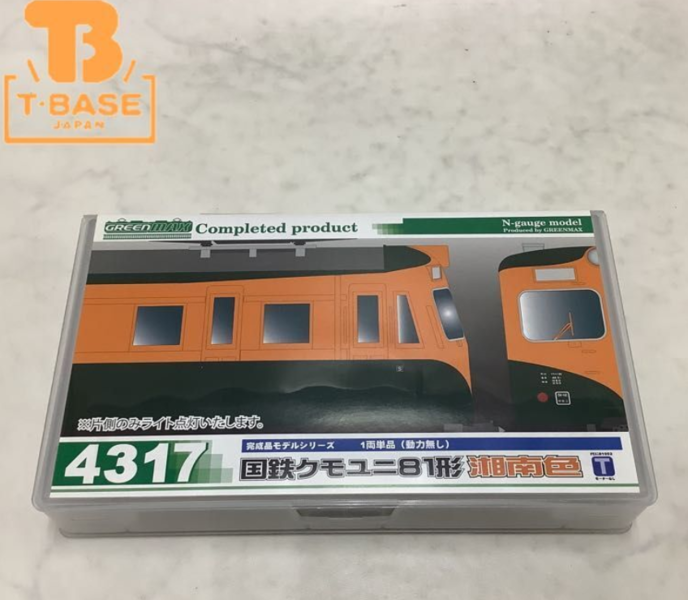 T·BASE
JAPAN
GREENMAX Completed product
N-gauge model
Produced by GREENMAX
※片側のみライト点灯いたします。
4317
完成品モデルシリーズ 1両単品（動力無し）
国鉄クモユニ81形 湘南色
T